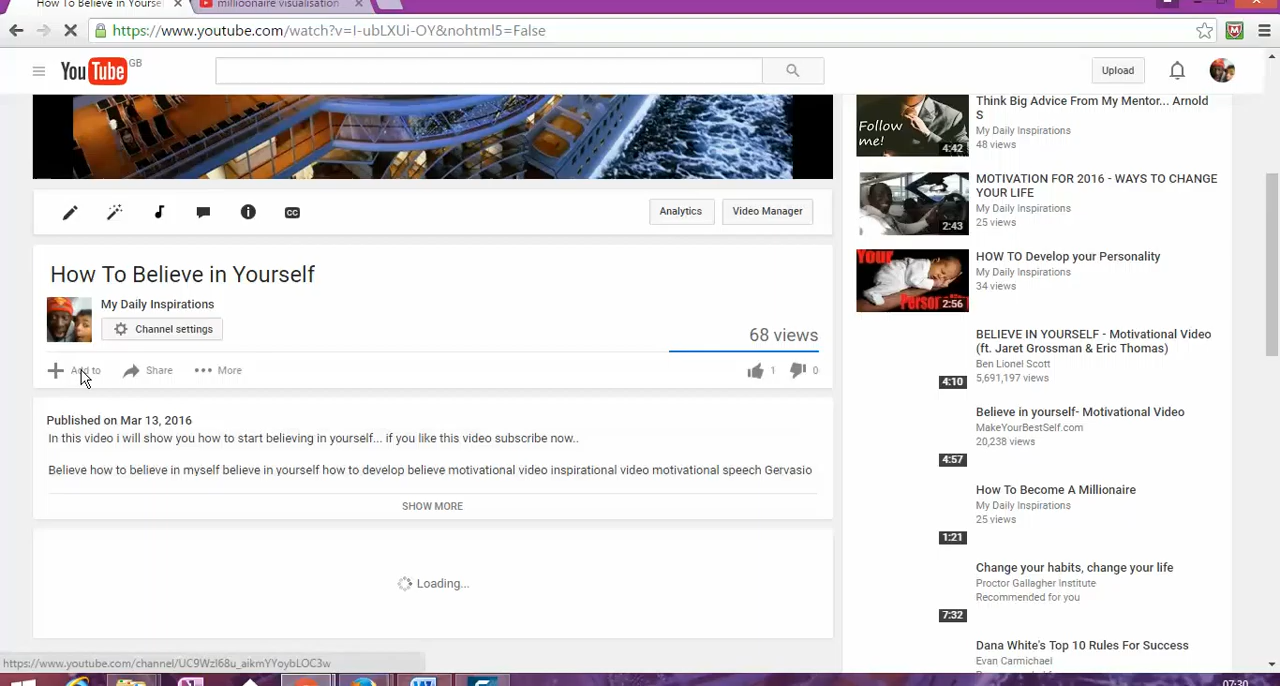 How To Believe in Yourse
millionaire visualisation
https://www.youtube.com/watch?v=I-ubLXUi-OY&nohtml5=False
YouTube GB
Upload
Follow me!
4:42
Think Big Advice From My Mentor... Arnold S
My Daily Inspirations
48 views
Analytics
Video Manager
2:43
MOTIVATION FOR 2016 - WAYS TO CHANGE YOUR LIFE
My Daily Inspirations
25 views
CC
How To Believe in Yourself
My Daily Inspirations
Channel settings
68 views
Add to
Share
More
1
0
Your
2:56
HOW TO Develop your Personality
My Daily Inspirations
34 views
4:10
BELIEVE IN YOURSELF - Motivational Video (ft. Jaret Grossman & Eric Thomas)
Ben Lionel Scott
5,691,197 views
Published on Mar 13, 2016
In this video i will show you how to start believing in yourself... if you like this video subscribe now..
Believe how to believe in myself believe in yourself how to develop believe motivational video inspirational video motivational speech Gervasio
SHOW MORE
4:57
Believe in yourself- Motivational Video
MakeYourBestSelf.com
20,238 views
1:21
How To Become A Millionaire
My Daily Inspirations
25 views
Loading...
7:32
Change your habits, change your life
Proctor Gallagher Institute
Recommended for you
Dana White's Top 10 Rules For Success
Evan Carmichael
https://www.youtube.com/channel/UC9WzI68u_aikmYYoybLOC3w
07:30